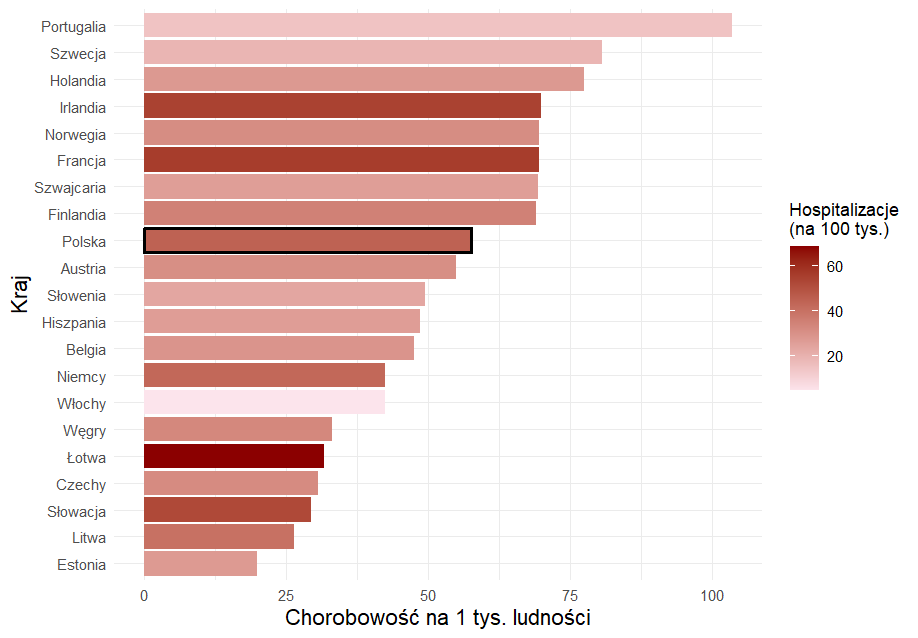 Portugalia
Szwecja
Holandia
Irlandia
Norwegia
Francja
Szwajcaria
Finlandia
Polska
Austria
Słowenia
Hiszpania
Belgia
Niemcy
Włochy
Węgry
Łotwa
Czechy
Słowacja
Litwa
Estonia
Kraj
0 25 50 75 100
Chorobowość na 1 tys. ludności
Hospitalizacje
(na 100 tys.)
60
40
20